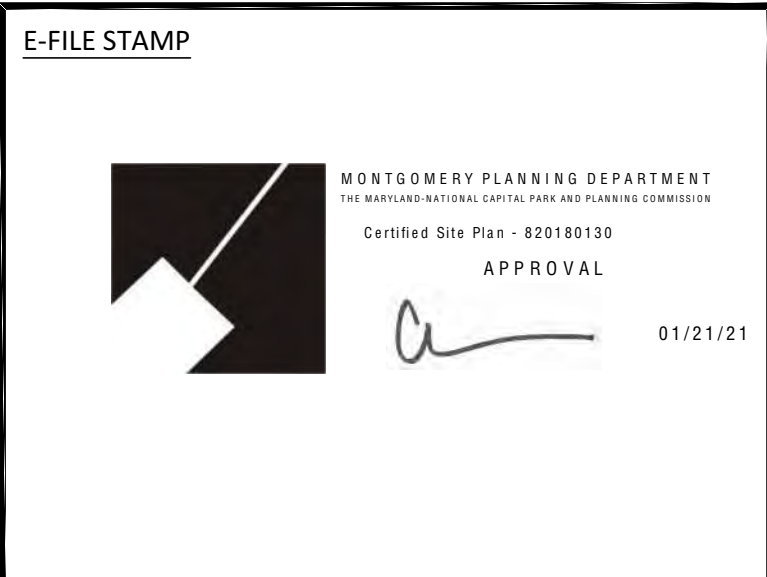 E-FILE STAMP
MONTGOMERY PLANNING DEPARTMENT
THE MARYLAND-NATIONAL CAPITAL PARK AND PLANNING COMMISSION
Certified Site Plan - 820180130
APPROVAL
01/21/21